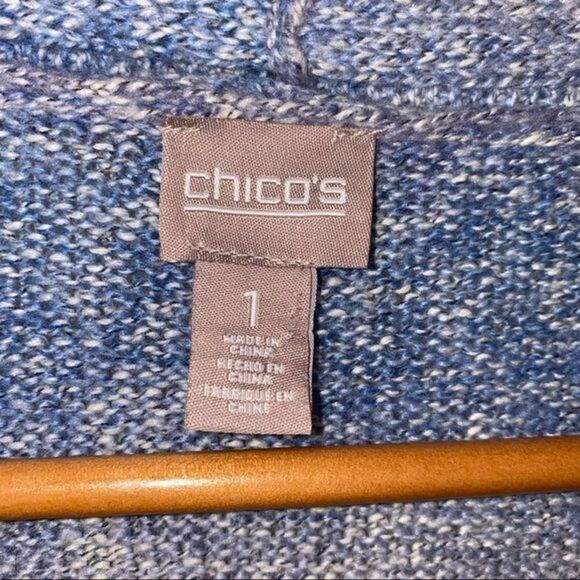 chico's
1
MADE IN
CHINA
HECHO EN
CHINA
FABRIQUE EN
CHINE